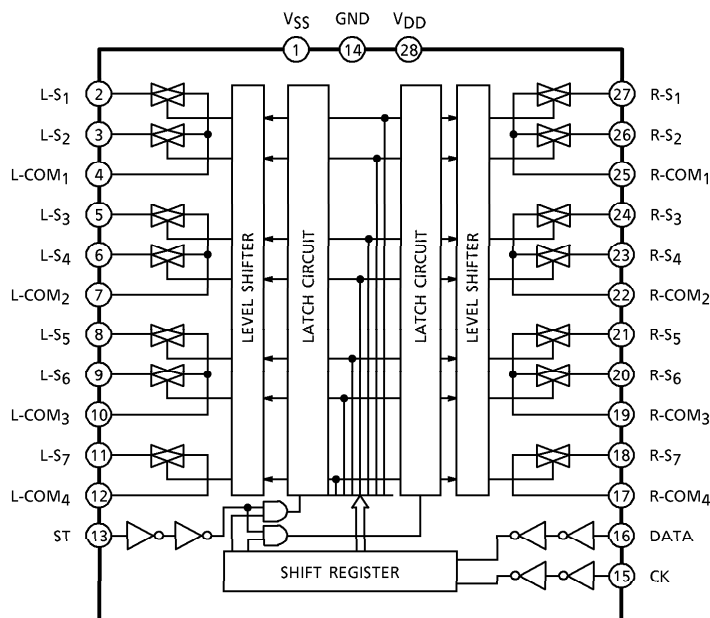 VSS GND VDD
1 14 28
L-S1 2 27 R-S1
L-S2 3 26 R-S2
L-COM1 4 25 R-COM1
L-S3 5 24 R-S3
L-S4 6 23 R-S4
L-COM2 7 22 R-COM2
L-S5 8 21 R-S5
L-S6 9 20 R-S6
L-COM3 10 19 R-COM3
L-S7 11 18 R-S7
L-COM4 12 17 R-COM4
ST 13 16 DATA
15 CK
LEVEL SHIFTER
LATCH CIRCUIT
LATCH CIRCUIT
LEVEL SHIFTER
SHIFT REGISTER